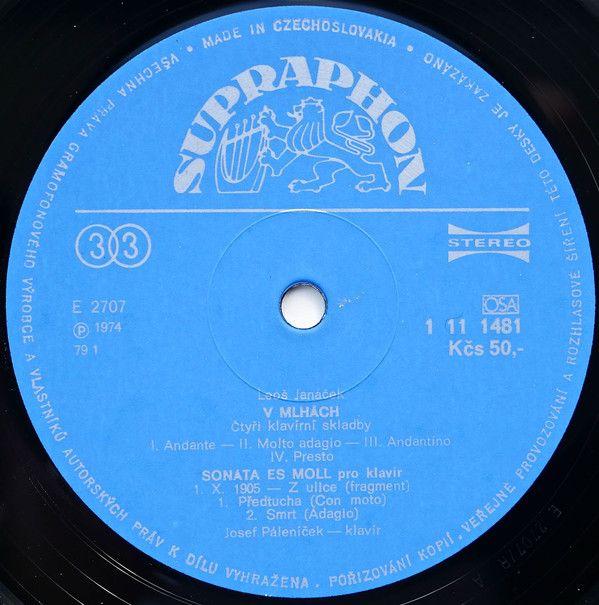 VŠECHNA PRÁVA GRAMOFONOVÉHO VÝROBCE A VLASTNÍKŮ AUTORSKÝCH PRÁV K DÍLU VYHRAŽENA . POŘIZOVÁNÍ KOPIÍ, VEŘEJNÉ PROVOZOVÁNÍ A ROZHLASOVÉ ŠÍŘENÍ TÉTO DESKY JE ZAKÁZÁNO
• MADE IN CZECHOSLOVAKIA •
SUPRAPHON
33
STEREO
E 2707
℗ 1974
79 1
OSA
1 11 1481
Kčs 50,-
Leoš Janáček
V MLHÁCH
Čtyři klavírní skladby
I. Andante — II. Molto adagio — III. Andantino
IV. Presto
SONATA ES MOLL pro klavír
1. X. 1905 — Z ulice (fragment)
1. Předtucha (Con moto)
2. Smrt (Adagio)
Josef Páleníček — klavír